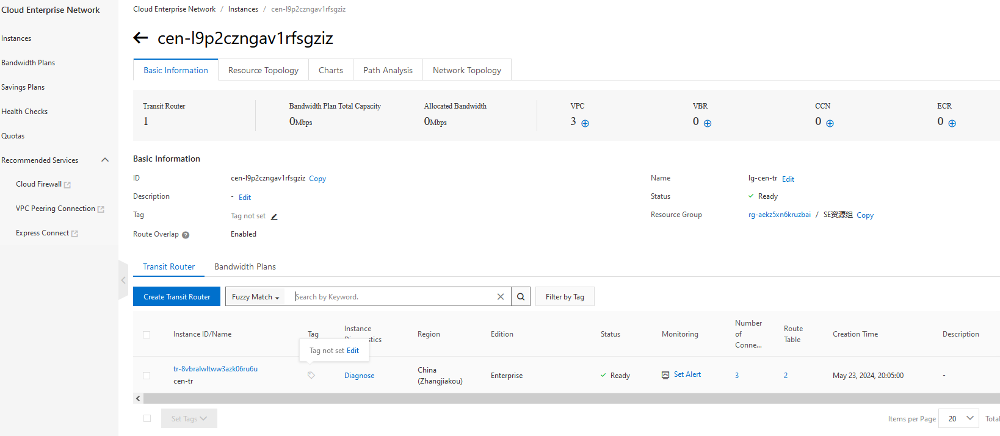 Cloud Enterprise Network
Instances
Bandwidth Plans
Savings Plans
Health Checks
Quotas
Recommended Services
Cloud Firewall
VPC Peering Connection
Express Connect
Cloud Enterprise Network / Instances / cen-l9p2czngav1rfsgziz
cen-l9p2czngav1rfsgziz
Basic Information Resource Topology Charts Path Analysis Network Topology
Transit Router Bandwidth Plan Total Capacity Allocated Bandwidth VPC VBR CCN ECR
1 0Mbps 0Mbps 3 0 0 0
Basic Information
ID cen-l9p2czngav1rfsgziz Copy Name lg-cen-tr Edit
Description - Edit Status Ready
Tag Tag not set Resource Group rg-aekz5xn6kruzbai / SE资源组 Copy
Route Overlap ? Enabled
Transit Router Bandwidth Plans
Create Transit Router Fuzzy Match Search by Keyword. Filter by Tag
Instance ID/Name Tag Instance Region Edition Status Monitoring Number of Conne... Route Table Creation Time Description
Tag not set Edit
tr-8vbralwltww3azk06ru6u Diagnose China (Zhangjiakou) Enterprise Ready Set Alert 3 2 May 23, 2024, 20:05:00 -
cen-tr
Set Tags Items per Page 20 Total